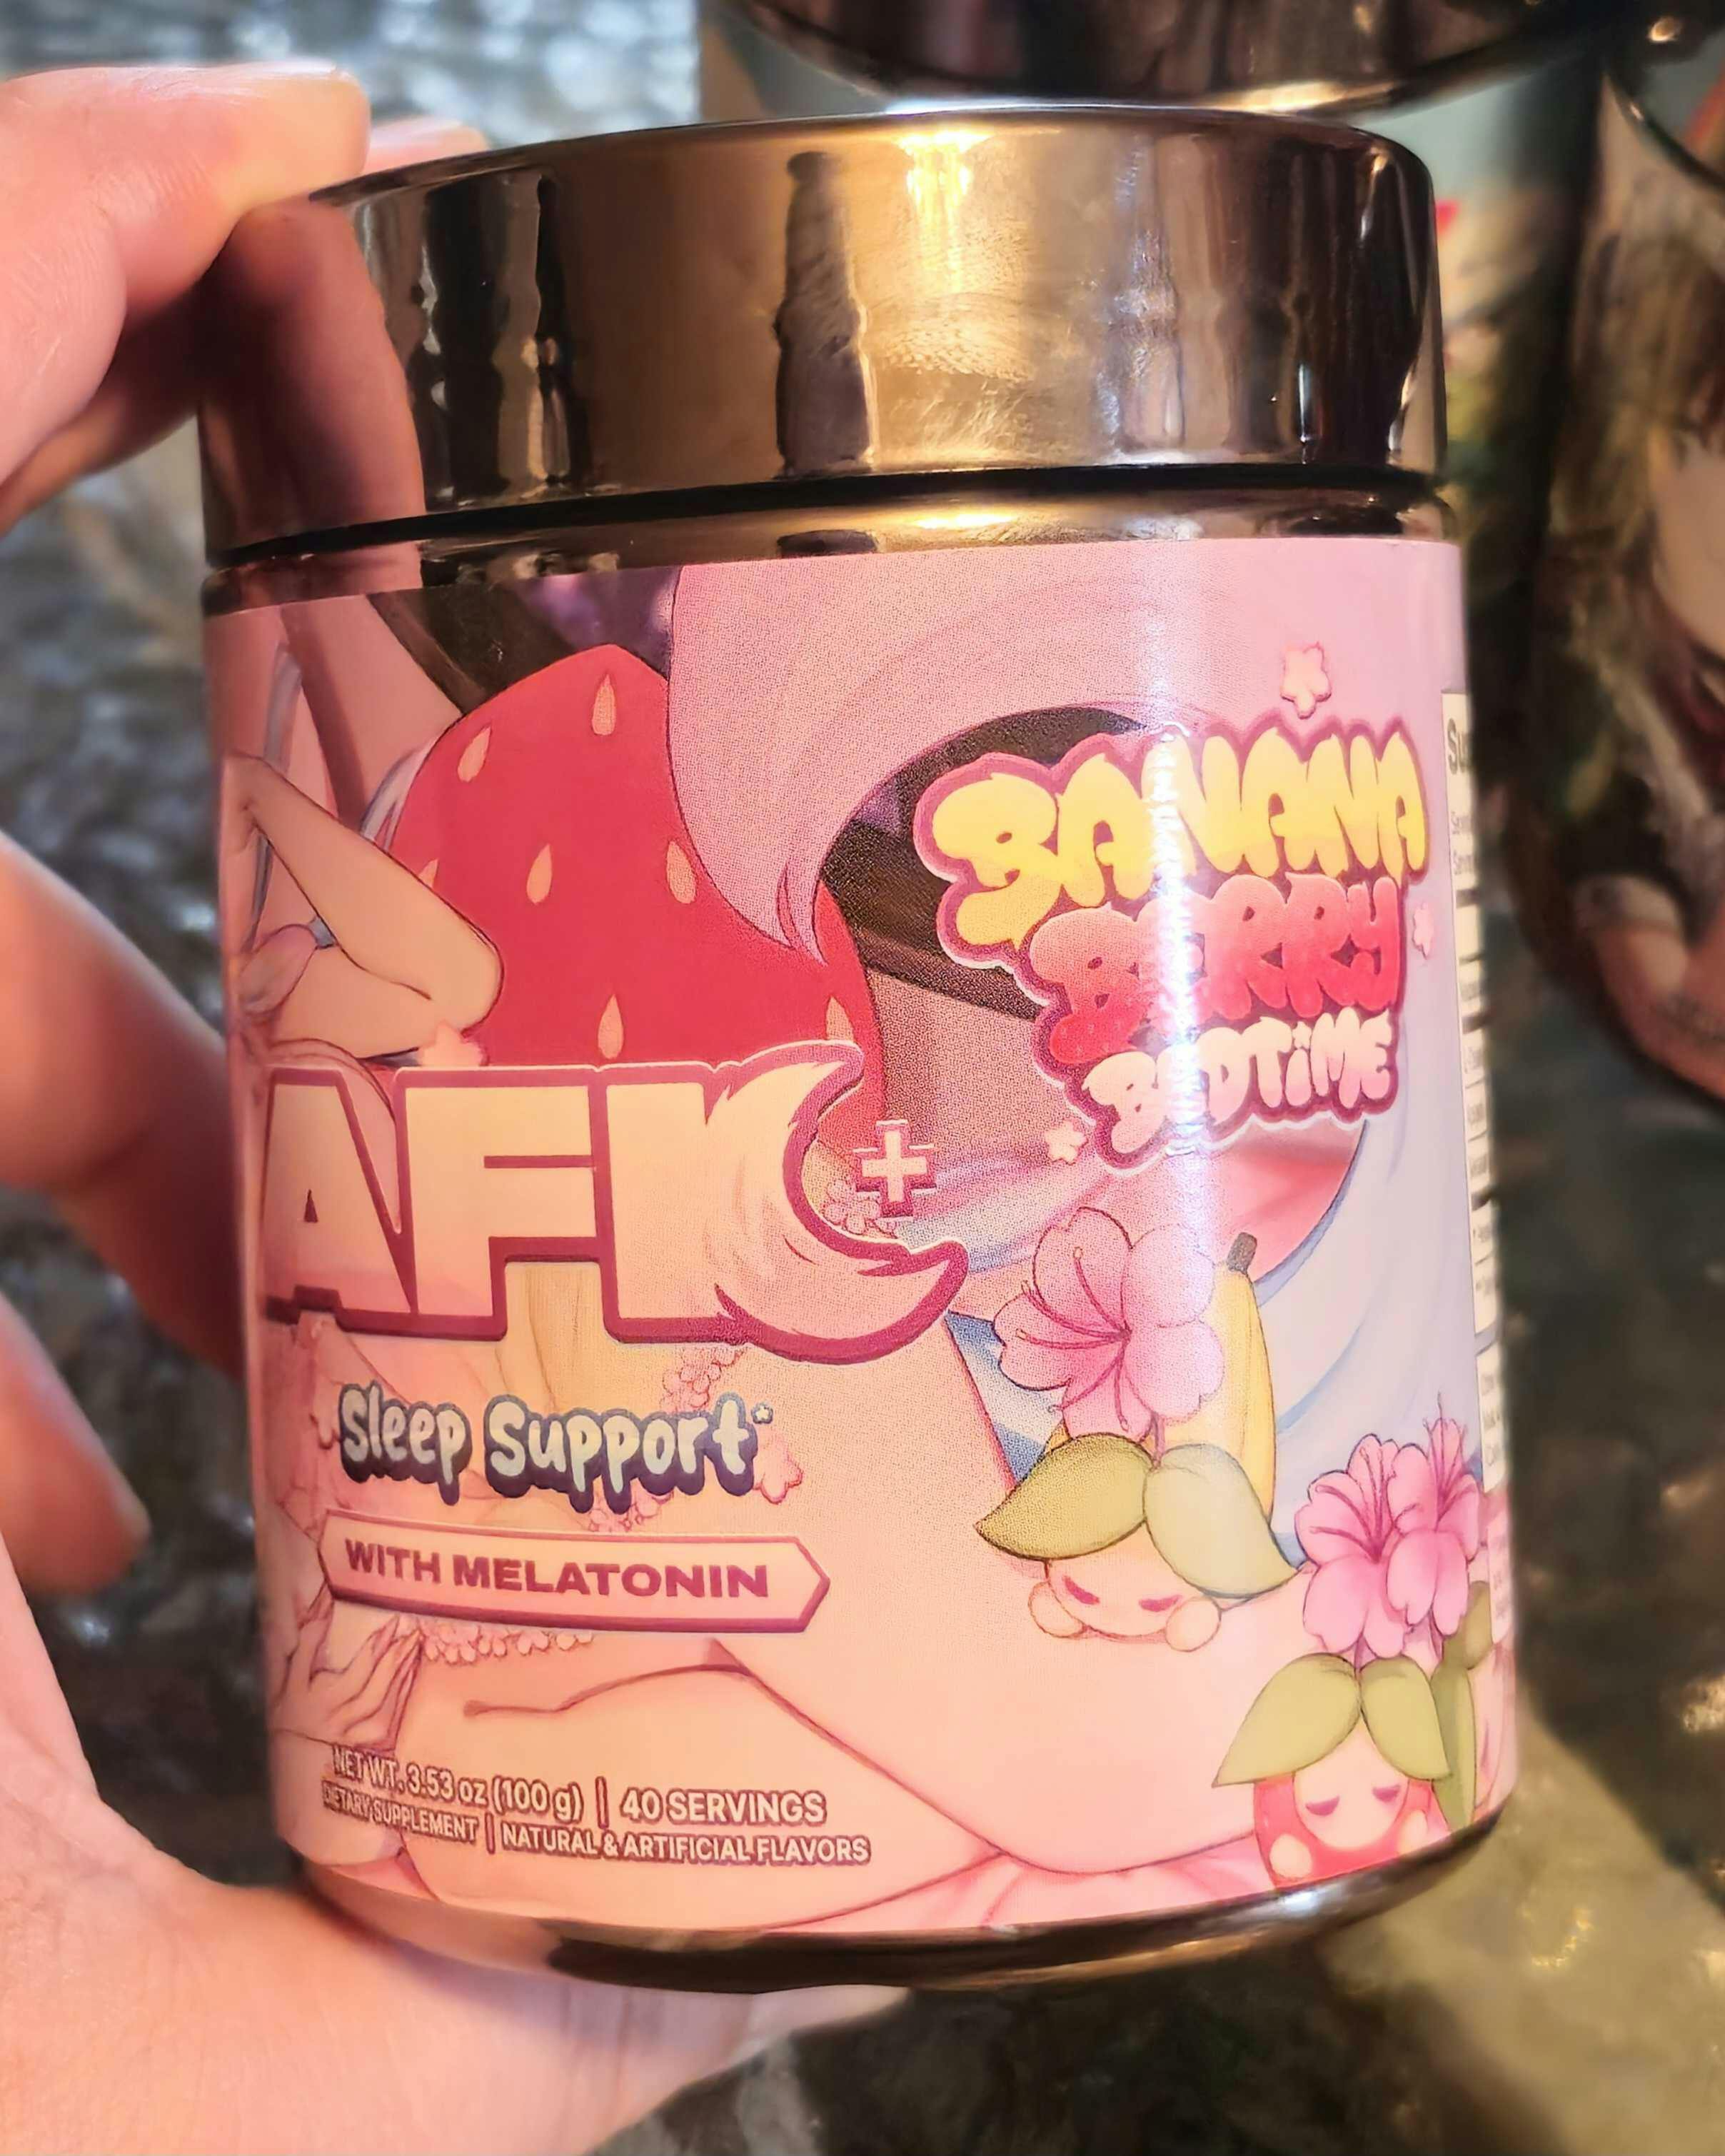 BANANA
BERRY
BEDTiME
AFK+
Sleep Support*
WITH MELATONIN
NET WT. 3.53 oz (100 g) | 40 SERVINGS
DIETARY SUPPLEMENT | NATURAL & ARTIFICIAL FLAVORS